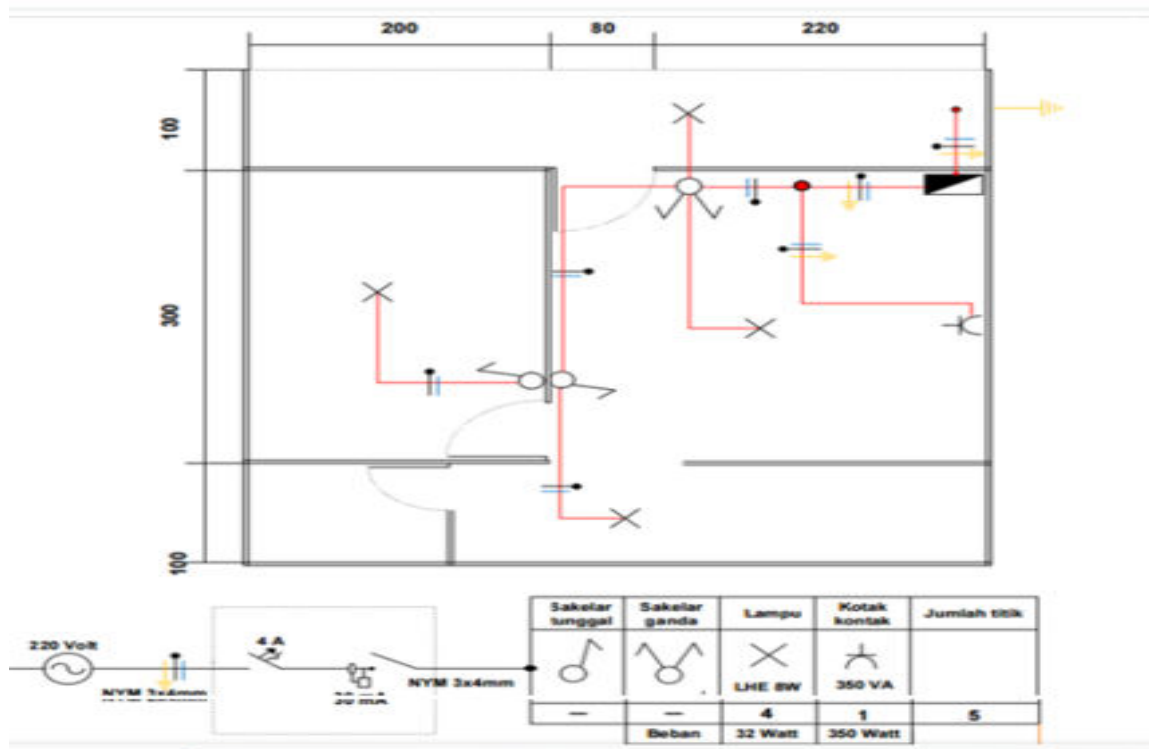 200 80 220
100
300
100
220 Volt
4 A
NYM 3x4mm
30 mA
NYM 3x4mm
Sakelar tunggal
Sakelar ganda
Lampu
Kotak kontak
Jumlah titik
LHE 8W
350 VA
— — 4 1 5
Beban 32 Watt 350 Watt